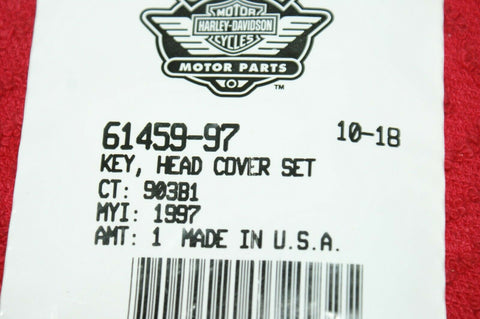 MOTOR
HARLEY-DAVIDSON
CYCLES
MOTOR PARTS
TM
61459-97 10-18
KEY, HEAD COVER SET
CT: 903B1
MYI: 1997
AMT: 1 MADE IN U.S.A.